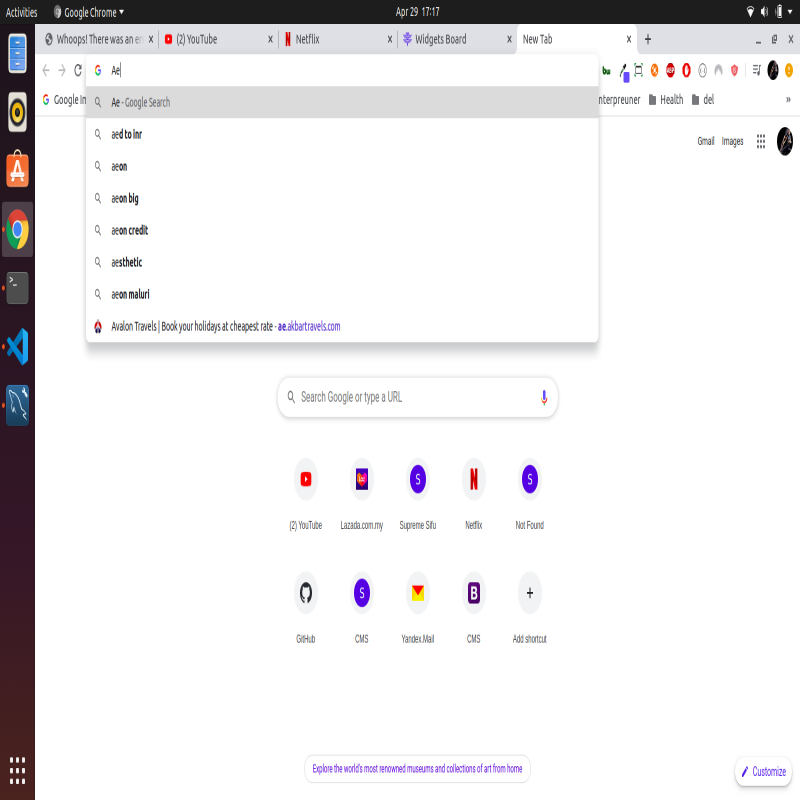 Activities
Google Chrome
Apr 29 17:17
Whoops! There was an er
(2) YouTube
Netflix
Widgets Board
New Tab
Ae
Google In
nterpreuner
Health
del
»
Ae - Google Search
aed to inr
aeon
aeon big
aeon credit
aesthetic
aeon maluri
Avalon Travels | Book your holidays at cheapest rate - ae.akbartravels.com
Gmail
Images
Search Google or type a URL
(2) YouTube
Lazada.com.my
Supreme Sifu
Netflix
Not Found
GitHub
CMS
Yandex.Mail
CMS
Add shortcut
Explore the world's most renowned museums and collections of art from home
Customize